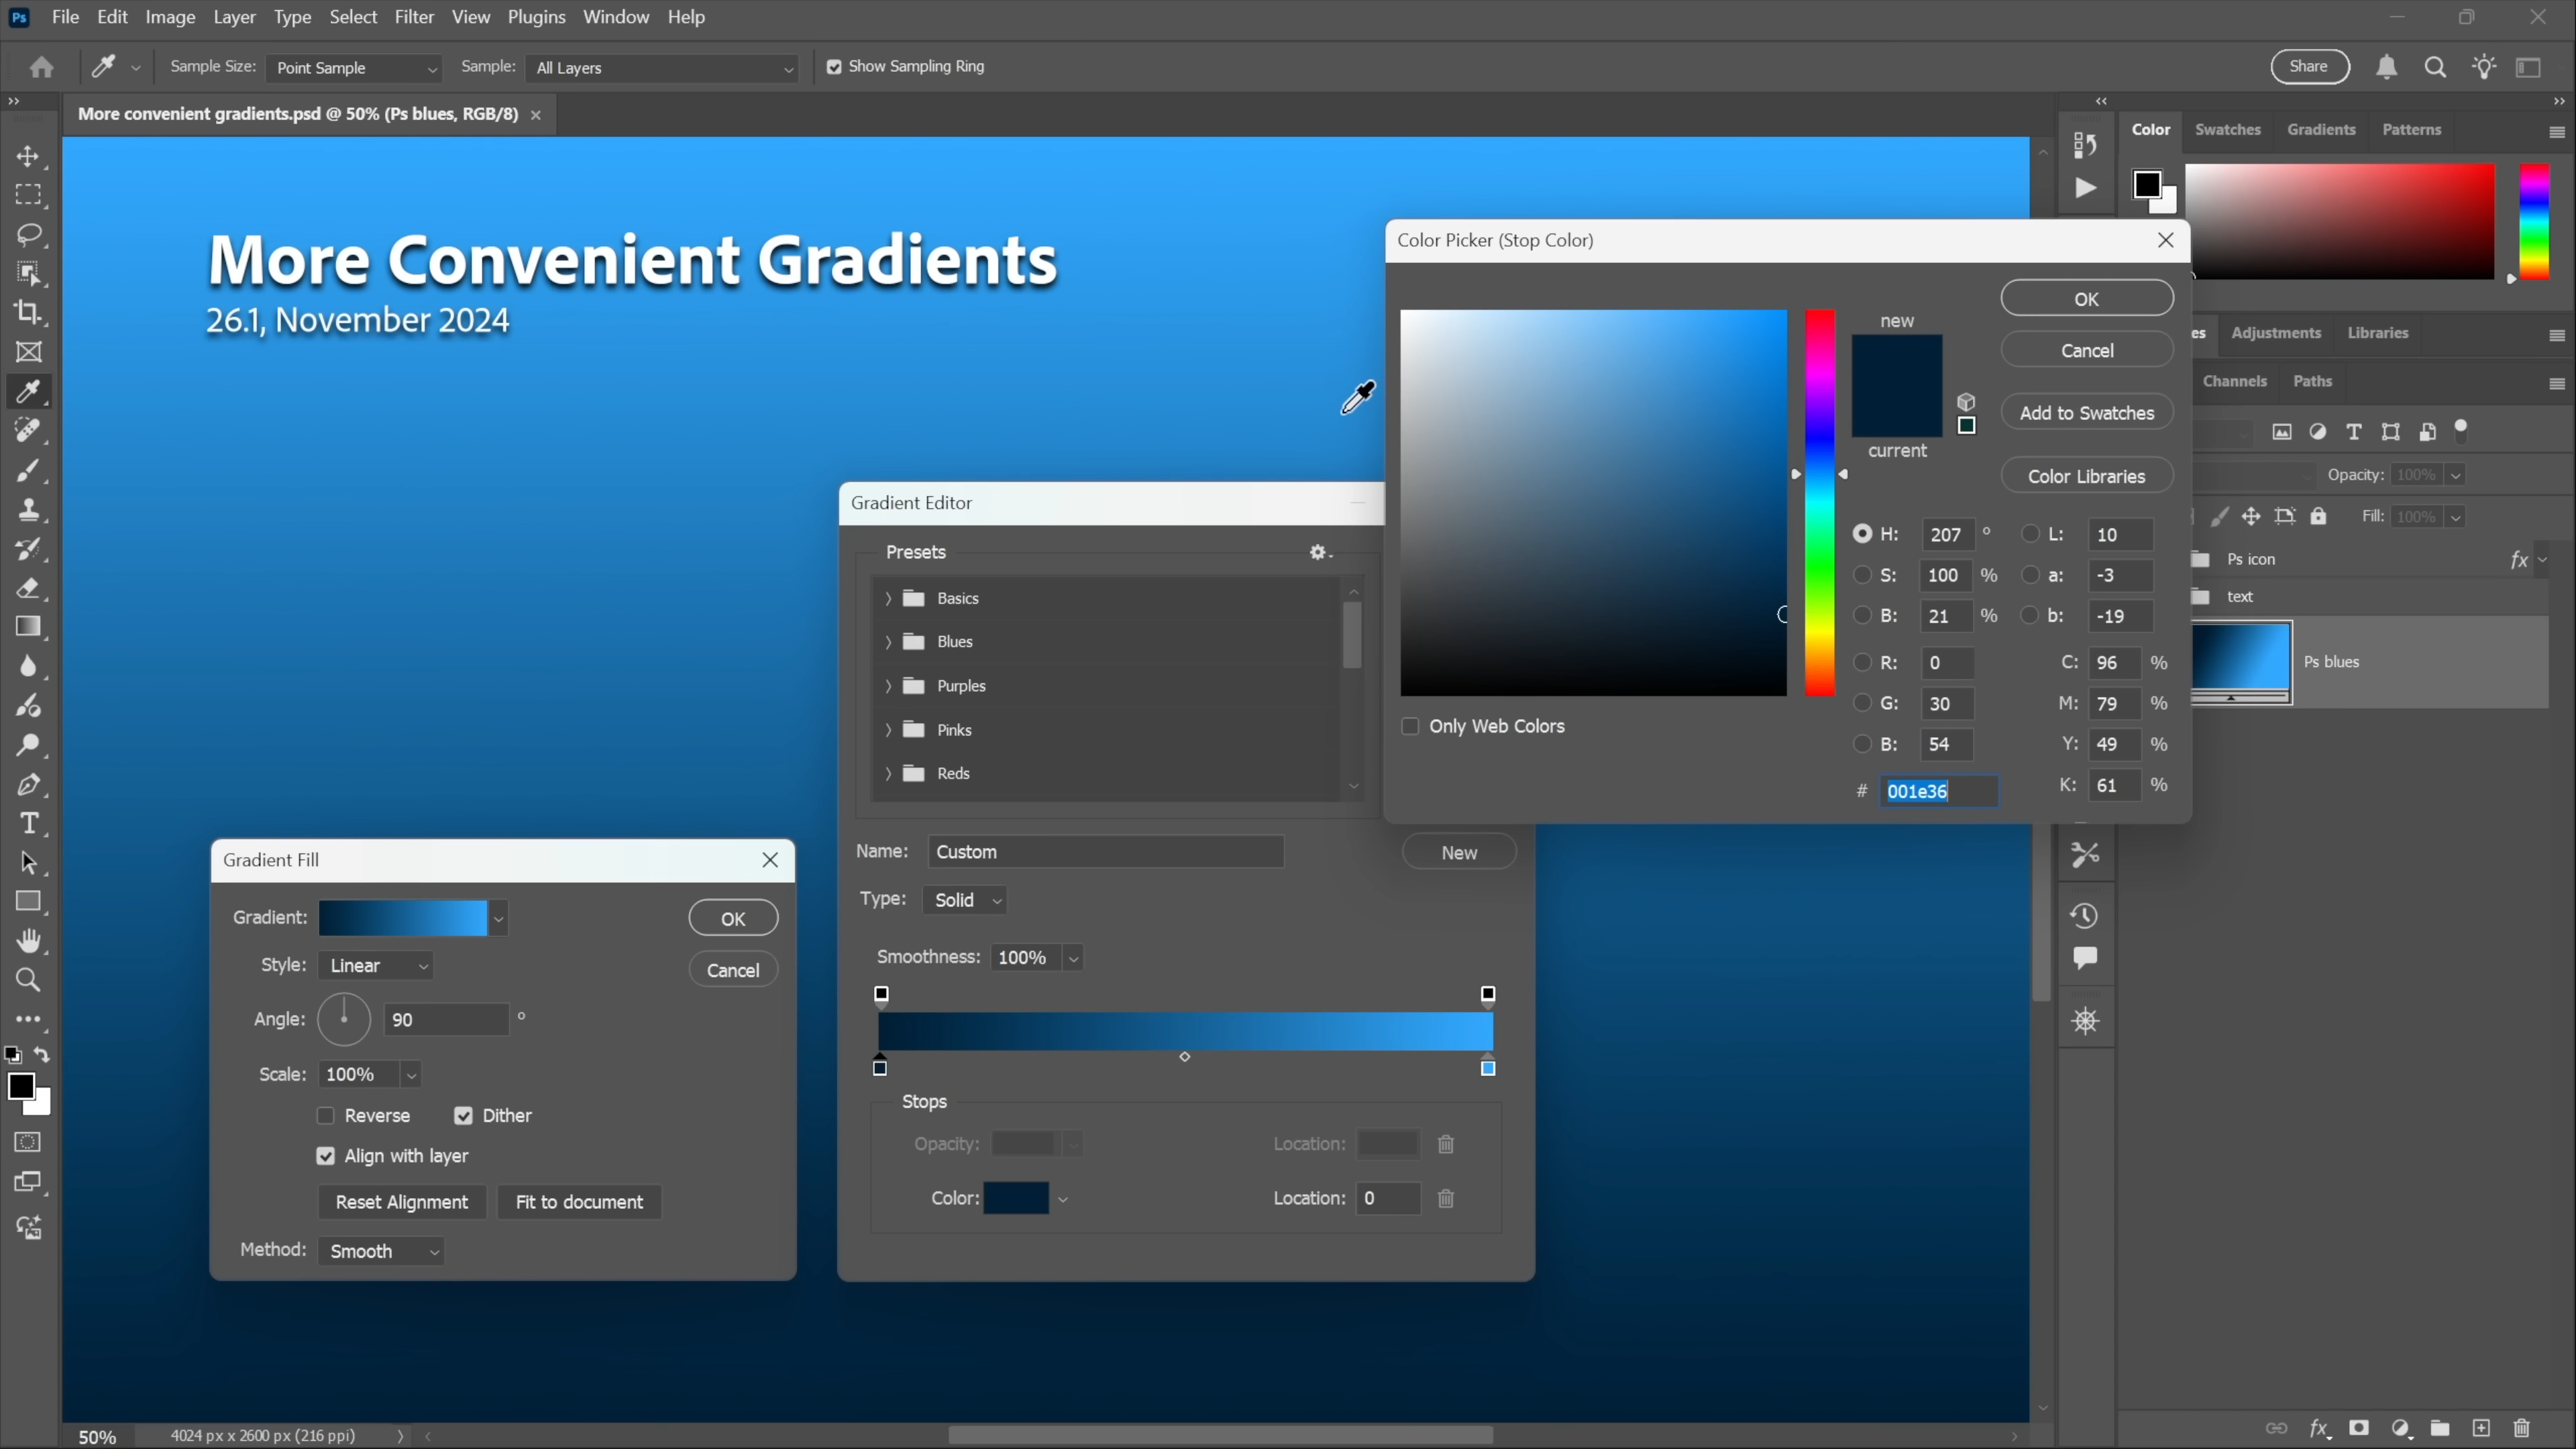 Ps File Edit Image Layer Type Select Filter View Plugins Window Help
Sample Size: Point Sample Sample: All Layers Show Sampling Ring Share
More convenient gradients.psd @ 50% (Ps blues, RGB/8)
Color Swatches Gradients Patterns
More Convenient Gradients
26.1, November 2024
Color Picker (Stop Color)
new
current
OK
Cancel
Add to Swatches
Color Libraries
H: 207 ° L: 10
S: 100 % a: -3
B: 21 % b: -19
R: 0 C: 96 %
G: 30 M: 79 %
B: 54 Y: 49 %
# 001e36 K: 61 %
Only Web Colors
es Adjustments Libraries
Channels Paths
Opacity: 100%
Fill: 100%
Ps icon fx
text
Ps blues
Gradient Editor
Presets
Basics
Blues
Purples
Pinks
Reds
Name: Custom New
Type: Solid
Smoothness: 100%
Stops
Opacity: Location:
Color: Location: 0
Gradient Fill
Gradient: OK
Style: Linear Cancel
Angle: 90 °
Scale: 100%
Reverse Dither
Align with layer
Reset Alignment Fit to document
Method: Smooth
T
50% 4024 px x 2600 px (216 ppi)
fx